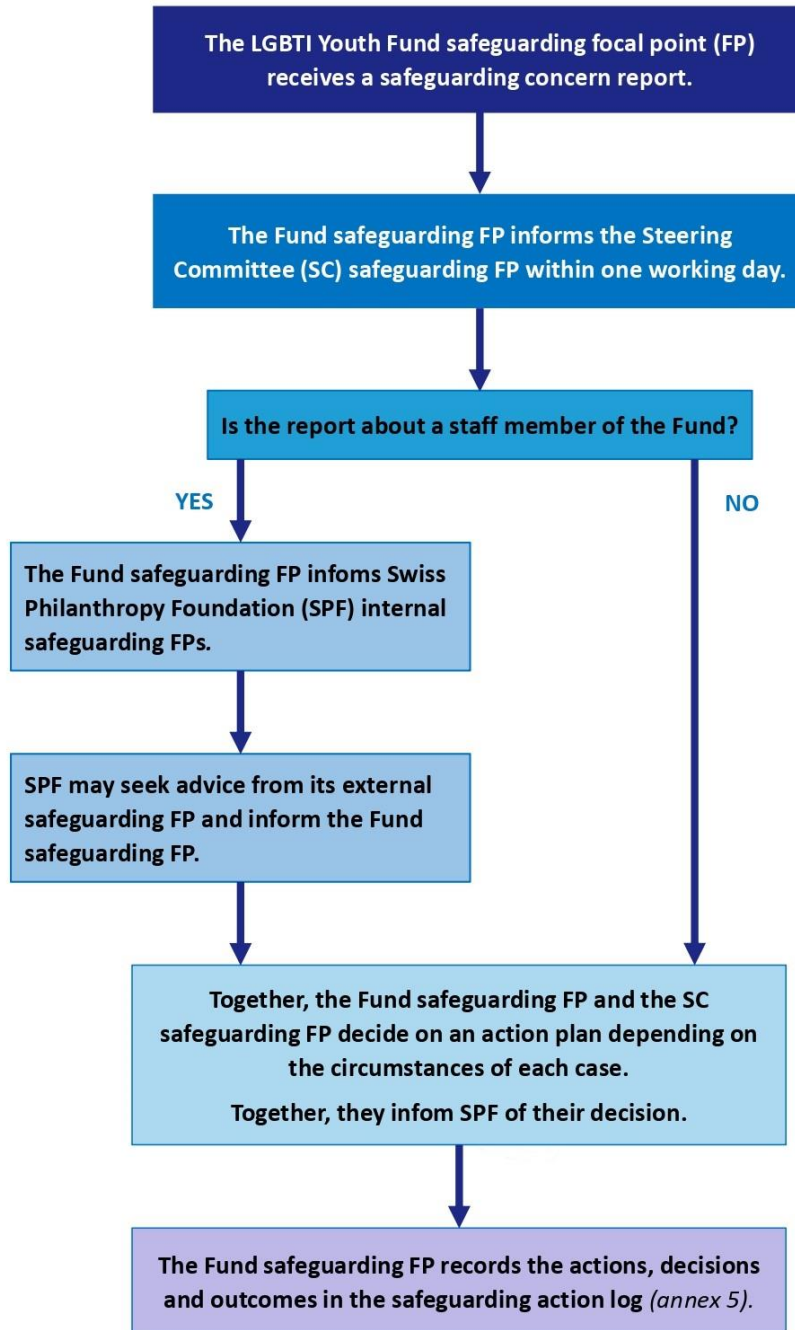 The LGBTI Youth Fund safeguarding focal point (FP)
receives a safeguarding concern report.
The Fund safeguarding FP informs the Steering
Committee (SC) safeguarding FP within one working day.
Is the report about a staff member of the Fund?
YES
NO
The Fund safeguarding FP infoms Swiss
Philanthropy Foundation (SPF) internal
safeguarding FPs.
SPF may seek advice from its external
safeguarding FP and inform the Fund
safeguarding FP.
Together, the Fund safeguarding FP and the SC
safeguarding FP decide on an action plan depending on
the circumstances of each case.
Together, they infom SPF of their decision.
The Fund safeguarding FP records the actions, decisions
and outcomes in the safeguarding action log (annex 5).